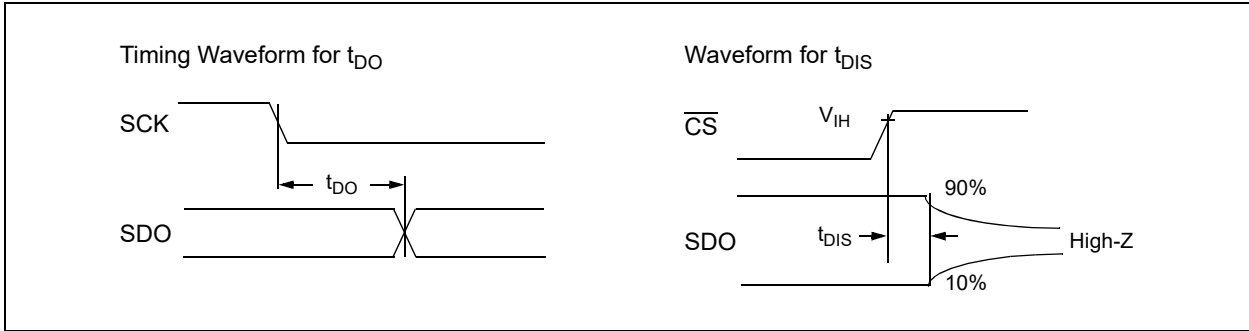 Timing Waveform for tDO
SCK
tDO
SDO
Waveform for tDIS
CS
VIH
90%
SDO
tDIS
High-Z
10%